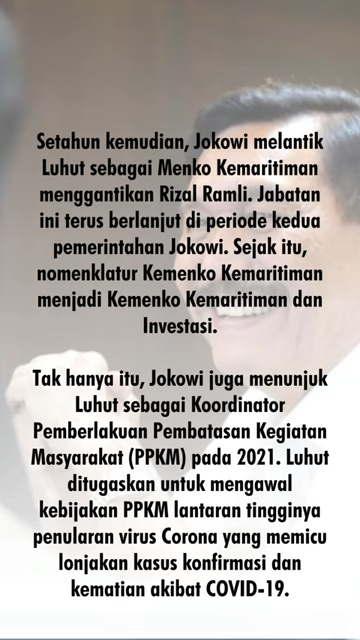 Setahun kemudian, Jokowi melantik
Luhut sebagai Menko Kemaritiman
menggantikan Rizal Ramli. Jabatan
ini terus berlanjut di periode kedua
pemerintahan Jokowi. Sejak itu,
nomenklatur Kemenko Kemaritiman
menjadi Kemenko Kemaritiman dan
Investasi.
Tak hanya itu, Jokowi juga menunjuk
Luhut sebagai Koordinator
Pemberlakuan Pembatasan Kegiatan
Masyarakat (PPKM) pada 2021. Luhut
ditugaskan untuk mengawal
kebijakan PPKM lantaran tingginya
penularan virus Corona yang memicu
lonjakan kasus konfirmasi dan
kematian akibat COVID-19.